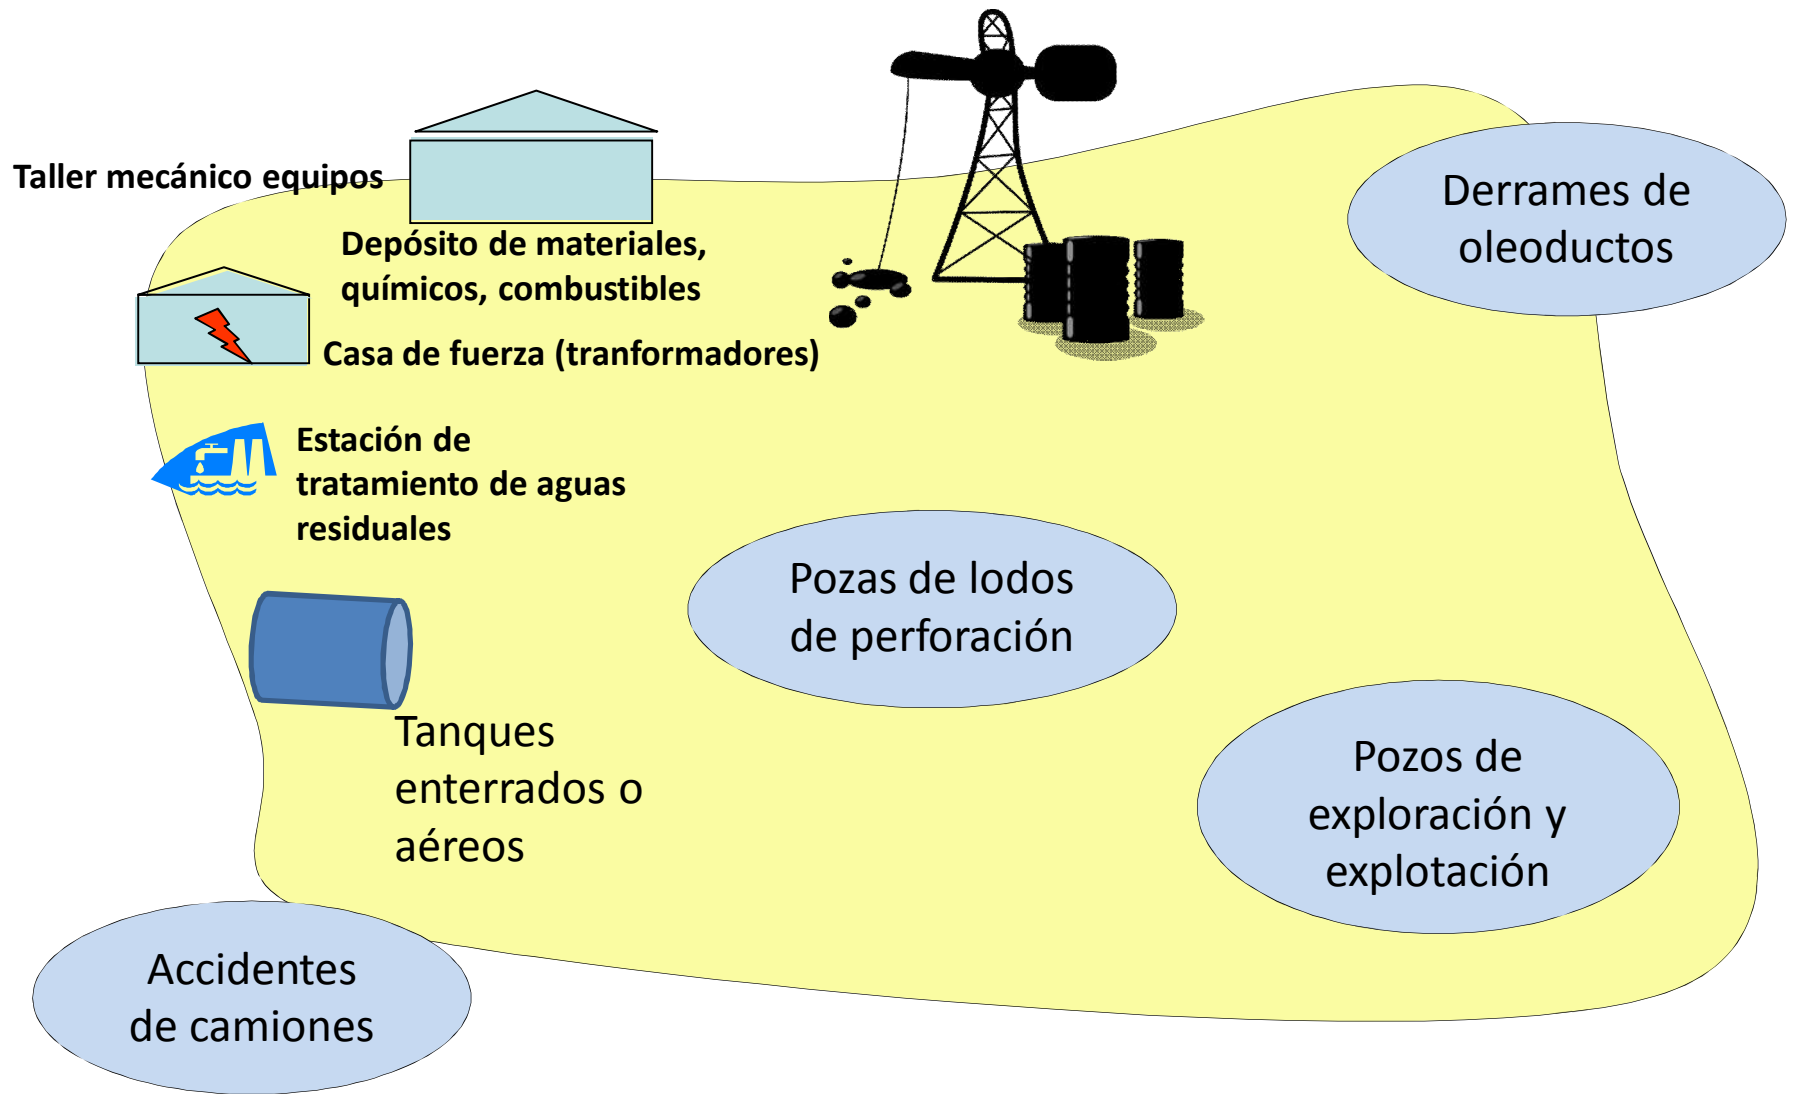 Taller mecánico equipos
Depósito de materiales,
químicos, combustibles
Casa de fuerza (tranformadores)
Estación de
tratamiento de aguas
residuales
Tanques
enterrados o
aéreos
Accidentes
de camiones
Pozas de lodos
de perforación
Derrames de
oleoductos
Pozos de
exploración y
explotación